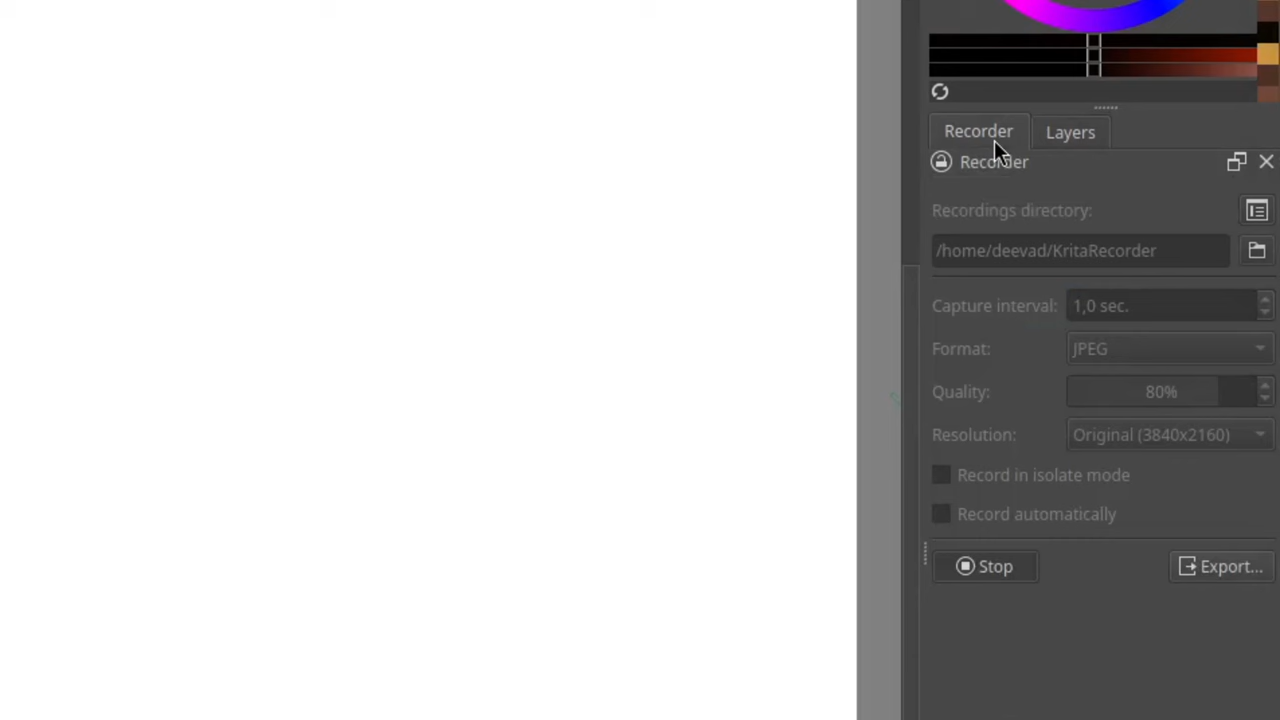 Recorder Layers
Recorder
Recordings directory:
/home/deevad/KritaRecorder
Capture interval: 1,0 sec.
Format: JPEG
Quality: 80%
Resolution: Original (3840x2160)
Record in isolate mode
Record automatically
Stop Export...